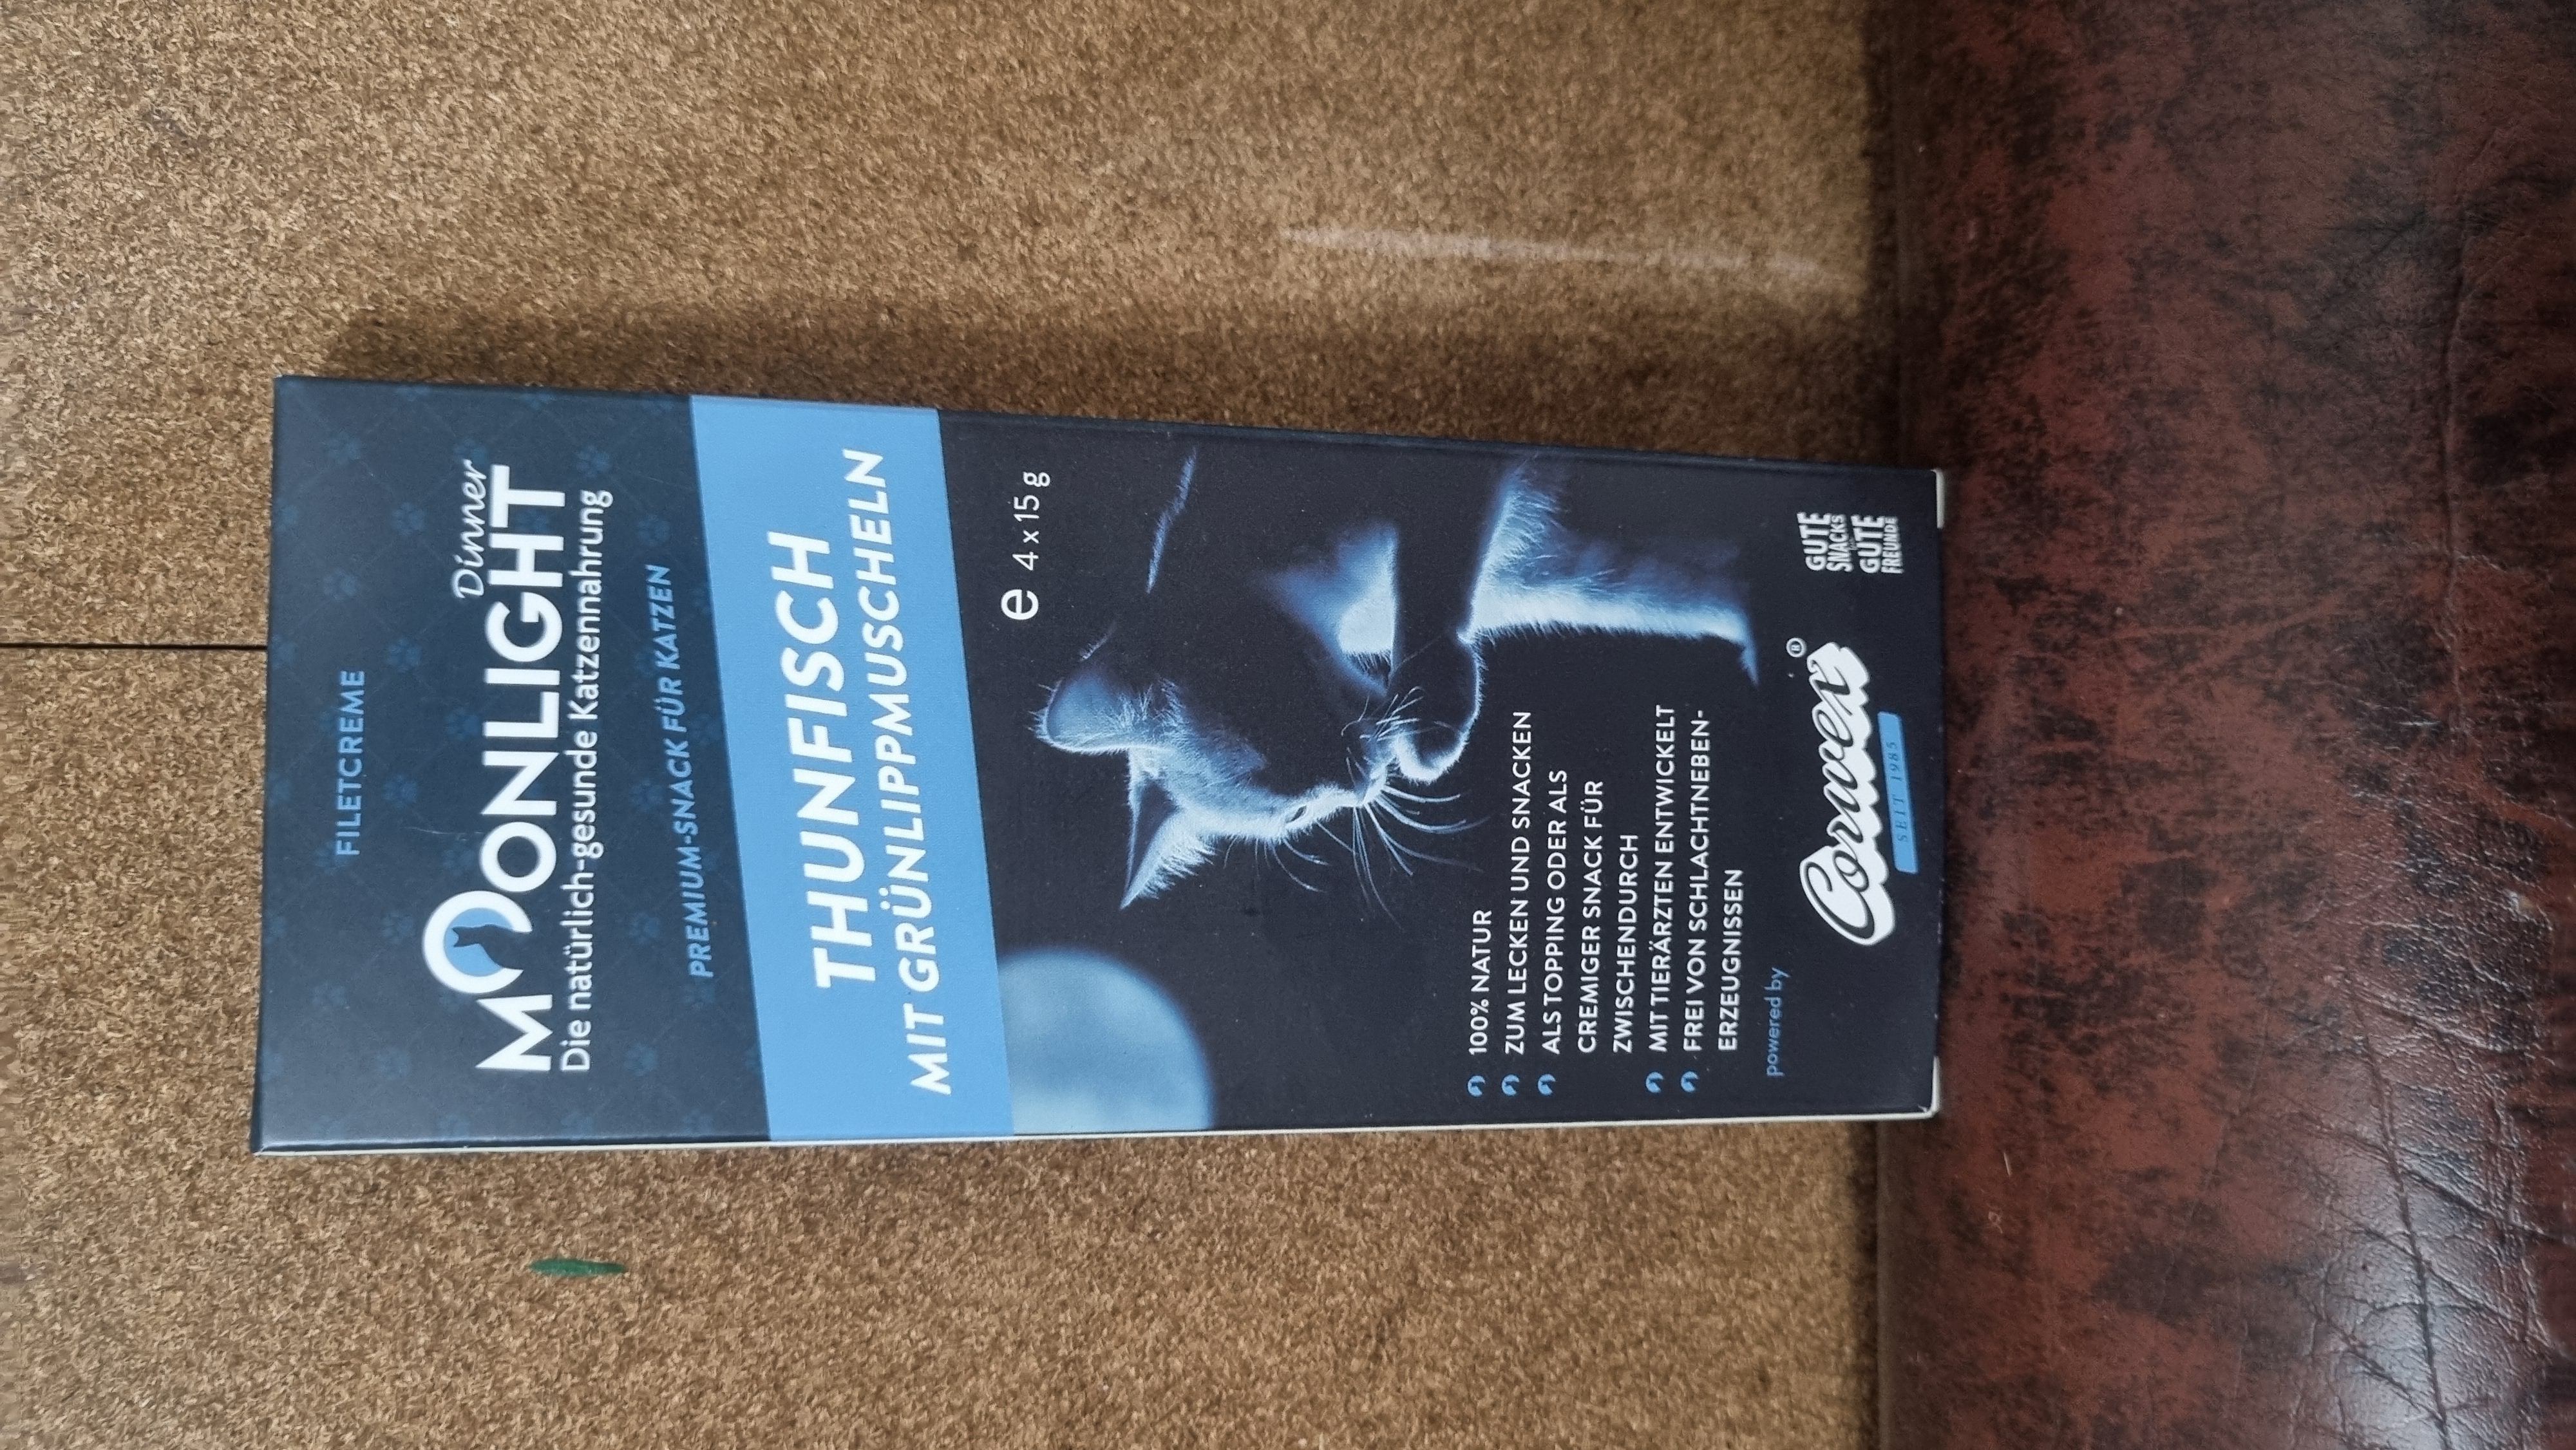 FILETCREME
Dinner
MOONLIGHT
Die natürlich-gesunde Katzennahrung
PREMIUM-SNACK FÜR KATZEN
THUNFISCH
MIT GRÜNLIPPMUSCHELN
e 4 x 15 g
100% NATUR
ZUM LECKEN UND SNACKEN
ALS TOPPING ODER ALS
CREMIGER SNACK FÜR
ZWISCHENDURCH
MIT TIERÄRZTEN ENTWICKELT
FREI VON SCHLACHTNEBEN-
ERZEUGNISSEN
powered by
Corwex®
SEIT 1985
GUTE
SNACKS
GUTE
FREUNDE